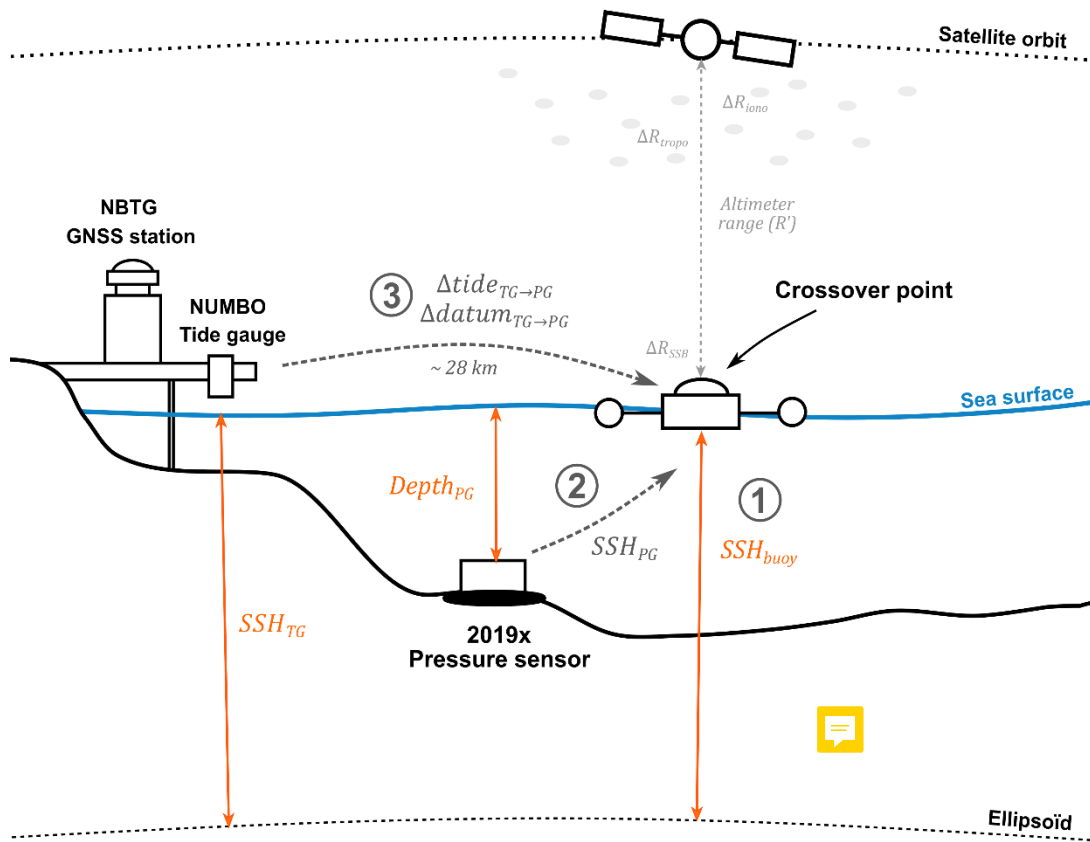 Satellite orbit
ΔR_iono
ΔR_tropo
Altimeter
range (R')
NBTG
GNSS station
NUMBO
Tide gauge
3
Δtide_TG→PG
Δdatum_TG→PG
~ 28 km
Crossover point
ΔR_SSB
Sea surface
Depth_PG
2
SSH_PG
1
SSH_buoy
SSH_TG
2019x
Pressure sensor
Ellipsoïd